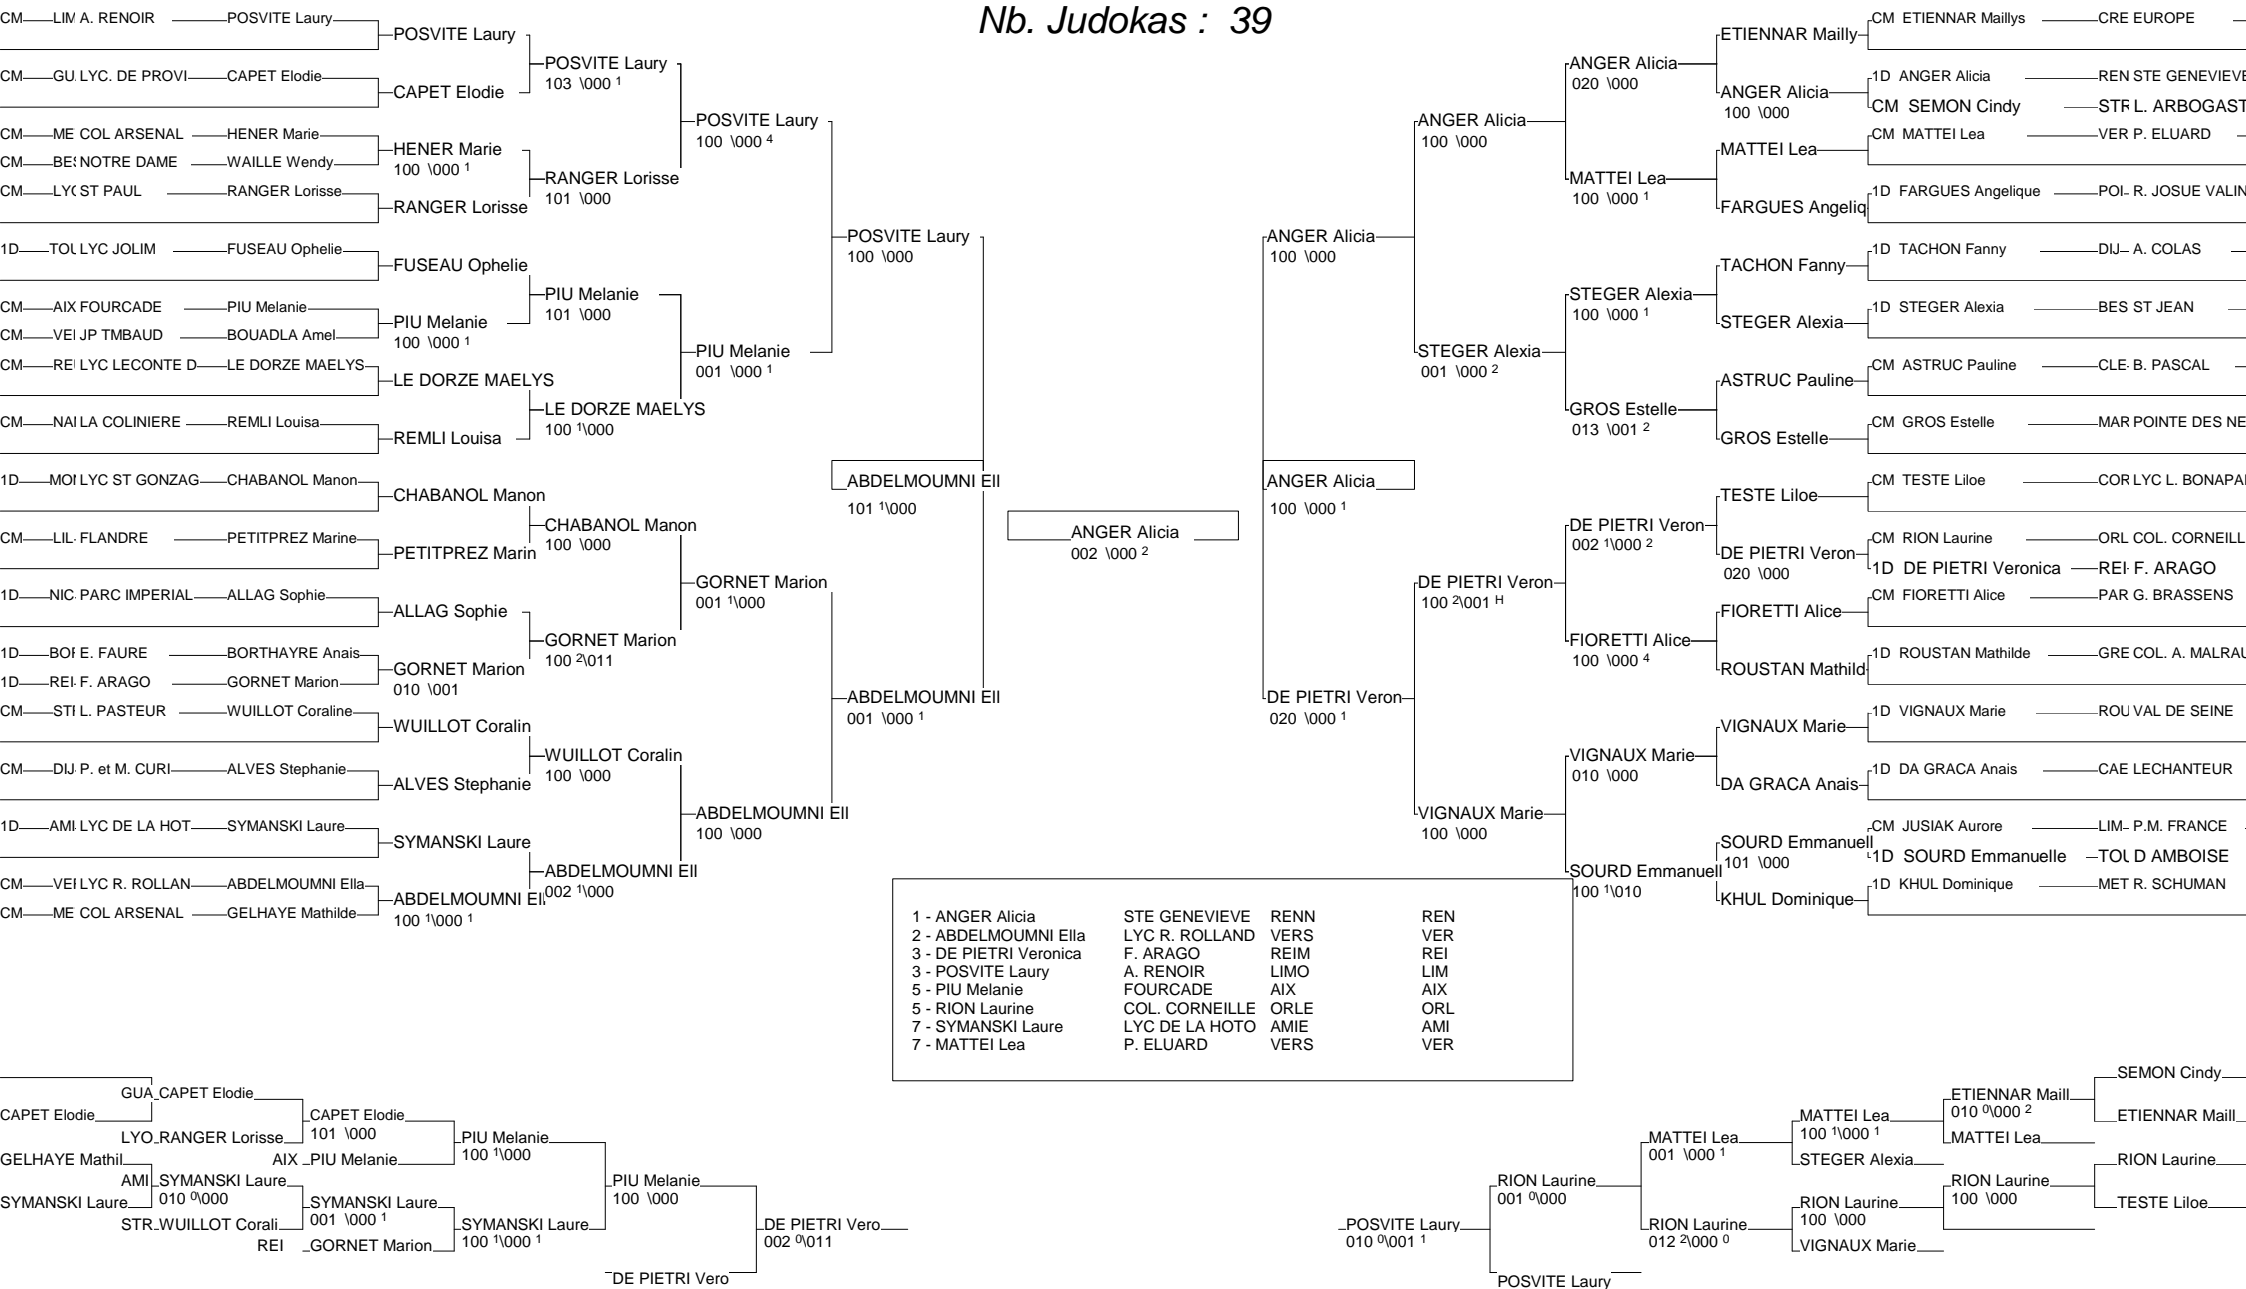 Nb. Judokas : 39
CM LIM A. RENOIR POSVITE Laury
POSVITE Laury
CM GU LYC. DE PROVI CAPET Elodie
CAPET Elodie
POSVITE Laury
103 \000 1
CM ME COL ARSENAL HENER Marie
CM BES NOTRE DAME WAILLE Wendy
HENER Marie
100 \000 1
CM LYO ST PAUL RANGER Lorisse
RANGER Lorisse
RANGER Lorisse
101 \000
POSVITE Laury
100 \000 4
1D TOU LYC JOLIM FUSEAU Ophelie
FUSEAU Ophelie
CM AIX FOURCADE PIU Melanie
CM VEI JP TMBAUD BOUADLA Amel
PIU Melanie
100 \000 1
PIU Melanie
101 \000
CM REI LYC LECONTE D LE DORZE MAELYS
LE DORZE MAELYS
CM NAI LA COLINIERE REMLI Louisa
REMLI Louisa
LE DORZE MAELYS
100 1\000
PIU Melanie
001 \000 1
POSVITE Laury
100 \000
1D MOI LYC ST GONZAG CHABANOL Manon
CHABANOL Manon
CM LIL FLANDRE PETITPREZ Marine
PETITPREZ Marin
CHABANOL Manon
100 \000
1D NIC PARC IMPERIAL ALLAG Sophie
ALLAG Sophie
1D BOI E. FAURE BORTHAYRE Anais
1D REI F. ARAGO GORNET Marion
GORNET Marion
010 \001
GORNET Marion
100 2\011
GORNET Marion
001 1\000
CM STI L. PASTEUR WUILLOT Coraline
WUILLOT Coralin
CM DIJ P. et M. CURI ALVES Stephanie
ALVES Stephanie
WUILLOT Coralin
100 \000
1D AMI LYC DE LA HOT SYMANSKI Laure
SYMANSKI Laure
CM VEI LYC R. ROLLAN ABDELMOUMNI Ella
CM ME COL ARSENAL GELHAYE Mathilde
ABDELMOUMNI Ell
100 1\000 1
ABDELMOUMNI Ell
002 1\000
ABDELMOUMNI Ell
100 \000
ABDELMOUMNI Ell
001 \000 1
ABDELMOUMNI Ell
101 1\000
ANGER Alicia
002 \000 2
ANGER Alicia
100 \000 1
ANGER Alicia
100 \000
ANGER Alicia
100 \000
ANGER Alicia
020 \000
ETIENNAR Mailly
CM ETIENNAR Maillys CRE EUROPE
ANGER Alicia
100 \000
1D ANGER Alicia REN STE GENEVIEVE
CM SEMON Cindy STR L. ARBOGAST
MATTEI Lea
100 \000 1
MATTEI Lea
CM MATTEI Lea VER P. ELUARD
FARGUES Angeliq
1D FARGUES Angelique POI R. JOSUE VALIN
STEGER Alexia
001 \000 2
STEGER Alexia
100 \000 1
TACHON Fanny
1D TACHON Fanny DIJ A. COLAS
STEGER Alexia
1D STEGER Alexia BES ST JEAN
GROS Estelle
013 \001 2
ASTRUC Pauline
CM ASTRUC Pauline CLE B. PASCAL
GROS Estelle
CM GROS Estelle MAR POINTE DES NE
DE PIETRI Veron
020 \000 1
DE PIETRI Veron
100 2\001 H
DE PIETRI Veron
002 1\000 2
TESTE Liloe
CM TESTE Liloe COR LYC L. BONAPAI
DE PIETRI Veron
020 \000
CM RION Laurine ORL COL. CORNEILL
1D DE PIETRI Veronica REI F. ARAGO
FIORETTI Alice
100 \000 4
FIORETTI Alice
CM FIORETTI Alice PAR G. BRASSENS
ROUSTAN Mathild
1D ROUSTAN Mathilde GRE COL. A. MALRAU
VIGNAUX Marie
100 \000
VIGNAUX Marie
010 \000
VIGNAUX Marie
1D VIGNAUX Marie ROU VAL DE SEINE
DA GRACA Anais
1D DA GRACA Anais CAE LECHANTEUR
SOURD Emmanuell
100 1\010
SOURD Emmanuell
101 \000
CM JUSIAK Aurore LIM P.M. FRANCE
1D SOURD Emmanuelle TOU D AMBOISE
KHUL Dominique
1D KHUL Dominique MET R. SCHUMAN
1 - ANGER Alicia STE GENEVIEVE RENN REN
2 - ABDELMOUMNI Ella LYC R. ROLLAND VERS VER
3 - DE PIETRI Veronica F. ARAGO REIM REI
3 - POSVITE Laury A. RENOIR LIMO LIM
5 - PIU Melanie FOURCADE AIX AIX
5 - RION Laurine COL. CORNEILLE ORLE ORL
7 - SYMANSKI Laure LYC DE LA HOTO AMIE AMI
7 - MATTEI Lea P. ELUARD VERS VER
CAPET Elodie
GUA CAPET Elodie
LYO RANGER Lorisse
CAPET Elodie
101 \000
AIX PIU Melanie
PIU Melanie
100 1\000
GELHAYE Mathil
SYMANSKI Laure
AMI SYMANSKI Laure
010 0\000
STR WUILLOT Corali
SYMANSKI Laure
001 \000 1
REI GORNET Marion
SYMANSKI Laure
100 1\000 1
PIU Melanie
100 \000
DE PIETRI Vero
DE PIETRI Vero
002 0\011
POSVITE Laury
010 0\001 1
RION Laurine
001 0\000
POSVITE Laury
MATTEI Lea
001 \000 1
RION Laurine
012 2\000 0
MATTEI Lea
100 1\000 1
STEGER Alexia
RION Laurine
100 \000
VIGNAUX Marie
ETIENNAR Maill
010 0\000 2
MATTEI Lea
RION Laurine
100 \000
SEMON Cindy
ETIENNAR Maill
RION Laurine
TESTE Liloe